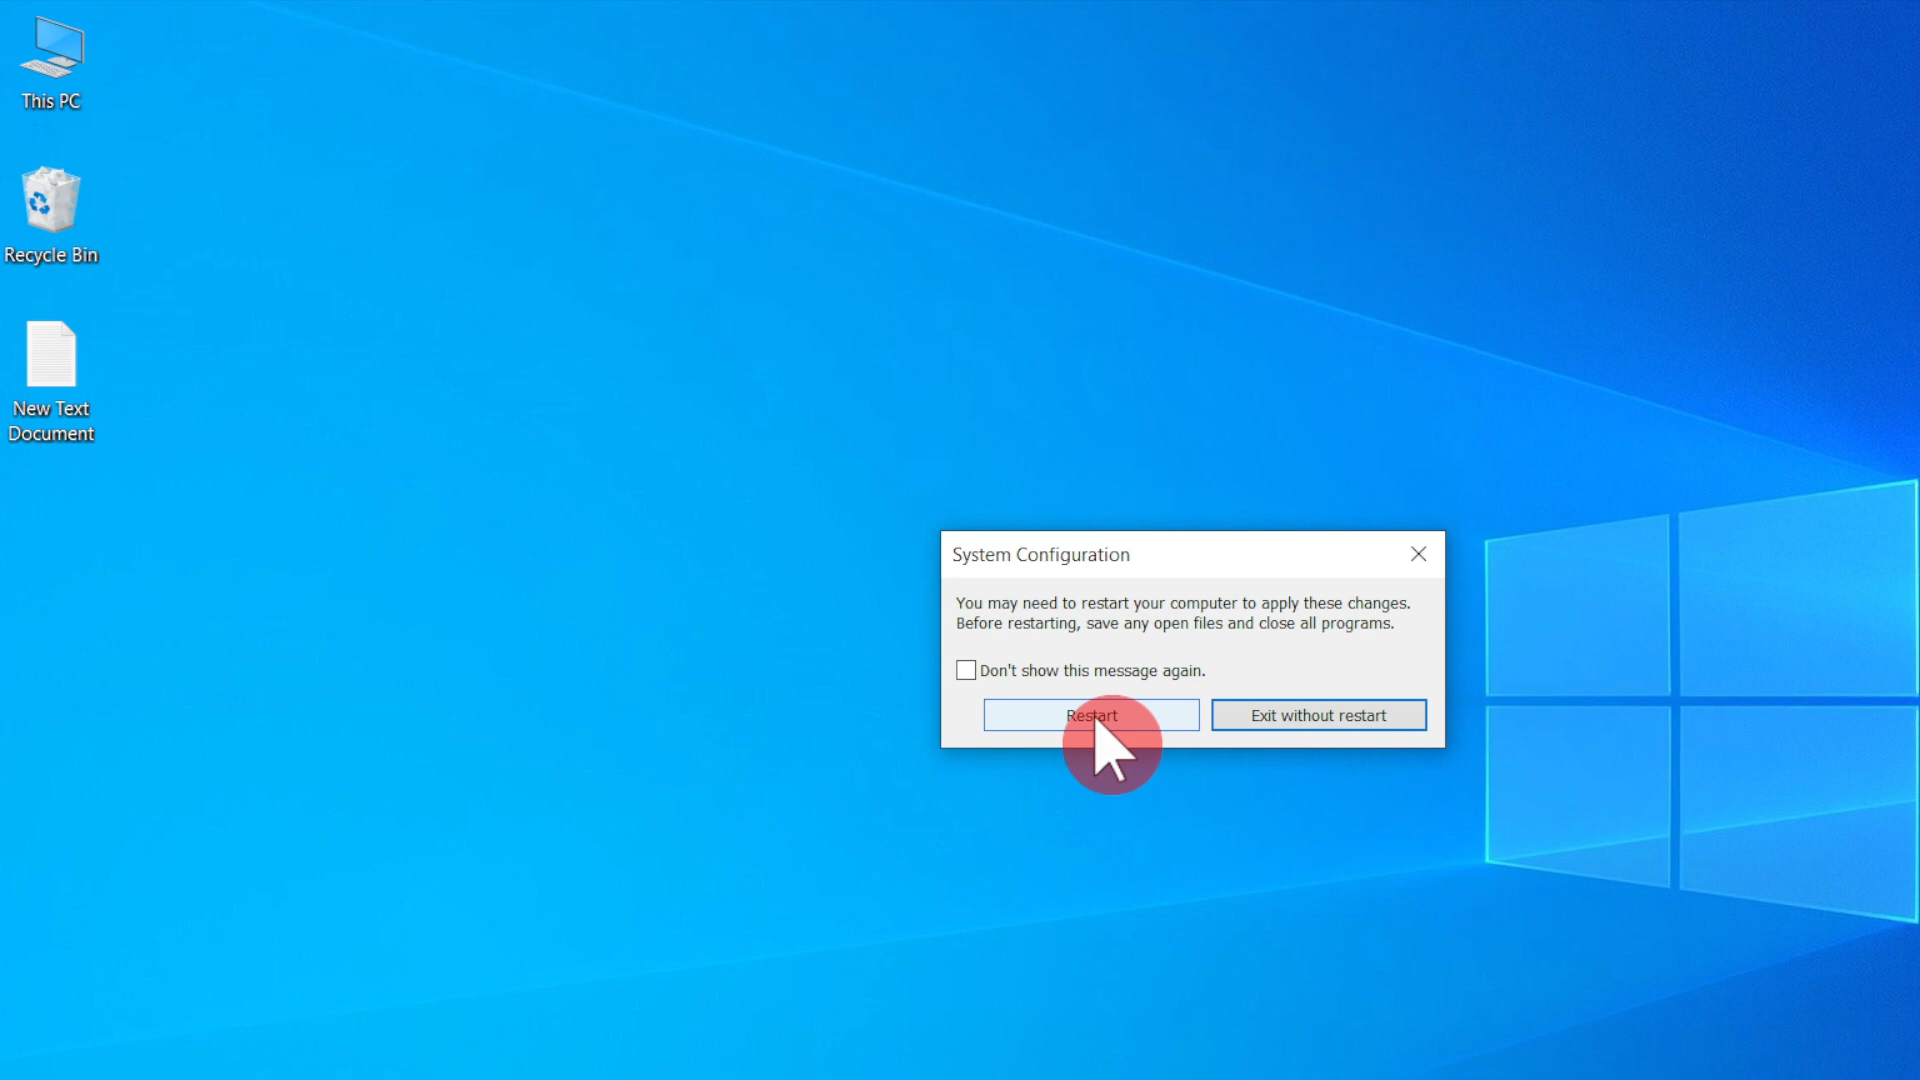 This PC
Recycle Bin
New Text
Document
System Configuration
You may need to restart your computer to apply these changes.
Before restarting, save any open files and close all programs.
Don't show this message again.
Restart
Exit without restart